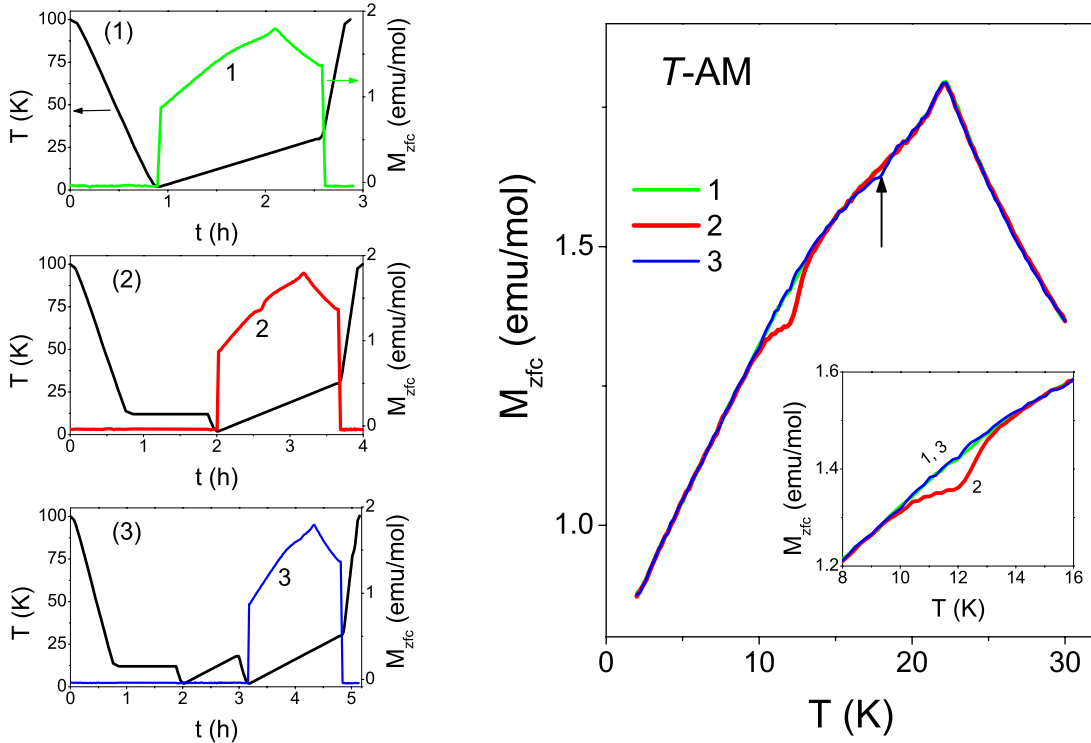 (1)
100
75
50
25
0
T (K)
1
2
1
0
M_zfc (emu/mol)
0 1 2 3
t (h)
(2)
100
75
50
25
0
T (K)
2
2
1
0
M_zfc (emu/mol)
0 1 2 3 4
t (h)
(3)
100
75
50
25
0
T (K)
3
2
1
0
M_zfc (emu/mol)
0 1 2 3 4 5
t (h)
T-AM
1
2
3
1.5
1.0
M_zfc (emu/mol)
0 10 20 30
T (K)
1.6
1.4
1.2
M_zfc (emu/mol)
1, 3
2
8 10 12 14 16
T (K)